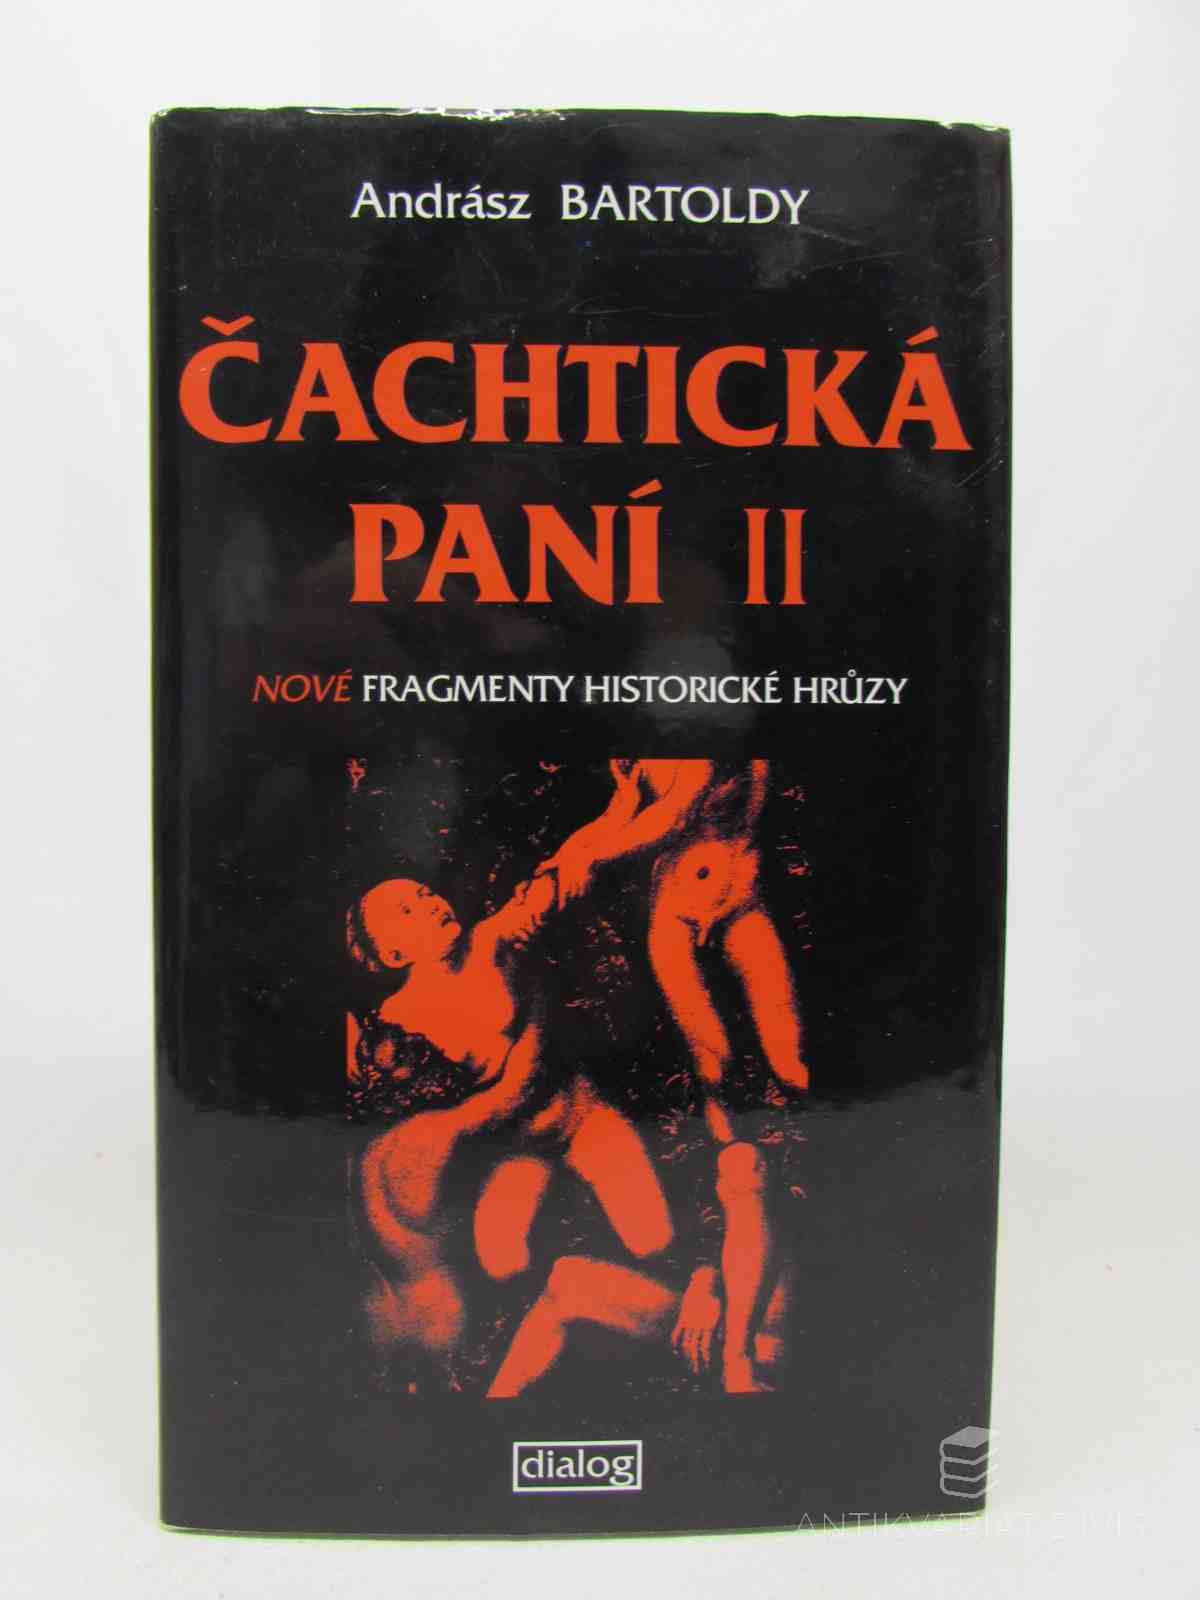 Andrász BARTOLDY
ČACHTICKÁ
PANÍ II
NOVÉ FRAGMENTY HISTORICKÉ HRŮZY
dialog